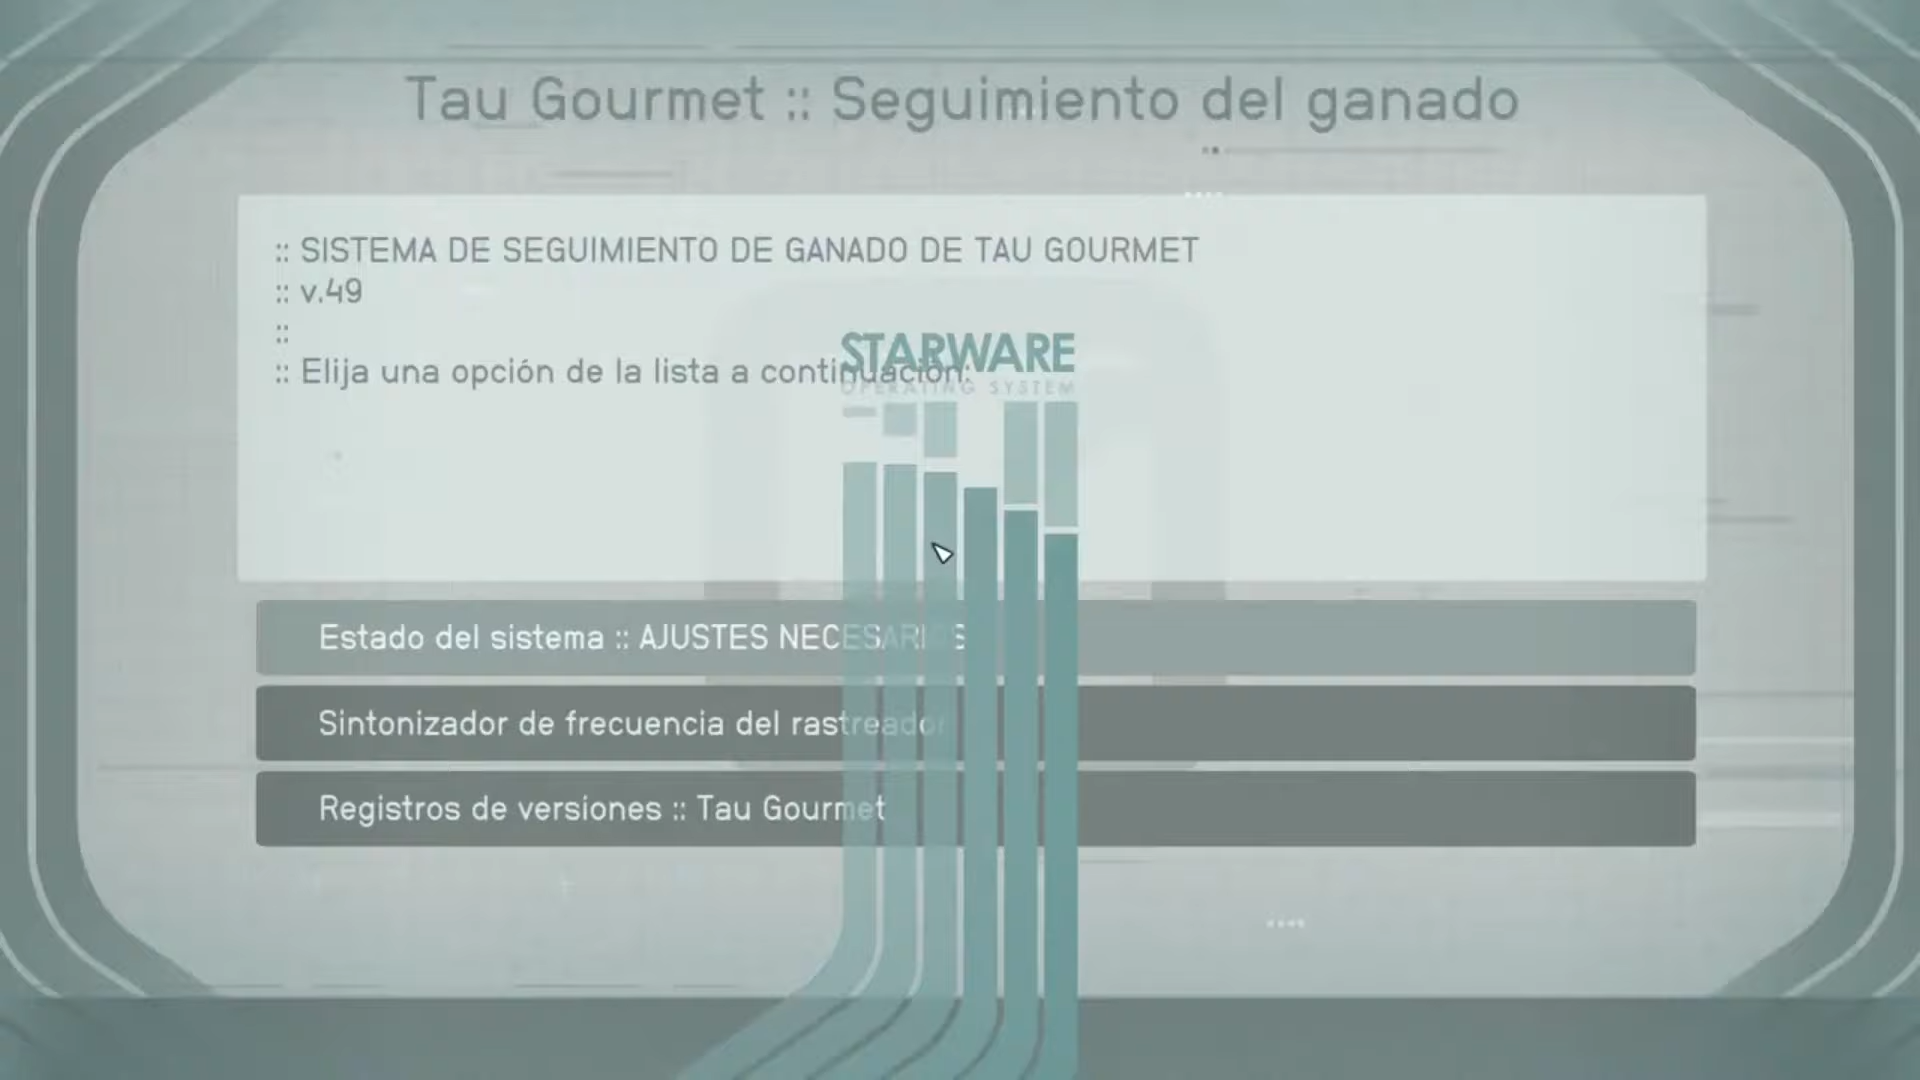 Tau Gourmet :: Seguimiento del ganado
:: SISTEMA DE SEGUIMIENTO DE GANADO DE TAU GOURMET
:: v.49
::
:: Elija una opción de la lista a continuación:
STARWARE
OPERATING SYSTEM
Estado del sistema :: AJUSTES NECESARIOS
Sintonizador de frecuencia del rastreador
Registros de versiones :: Tau Gourmet